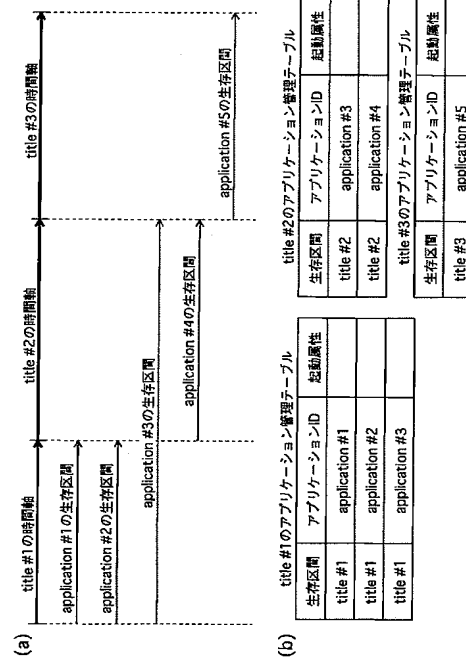 (a)
title #1の時間軸
title #2の時間軸
title #3の時間軸
application #1の生存区間
application #2の生存区間
application #3の生存区間
application #4の生存区間
application #5の生存区間
(b)
title #1のアプリケーション管理テーブル
生存区間 アプリケーションID 起動属性
title #1 application #1
title #1 application #2
title #1 application #3
title #2のアプリケーション管理テーブル
生存区間 アプリケーションID 起動属性
title #2 application #3
title #2 application #4
title #3のアプリケーション管理テーブル
生存区間 アプリケーションID 起動属性
title #3 application #5